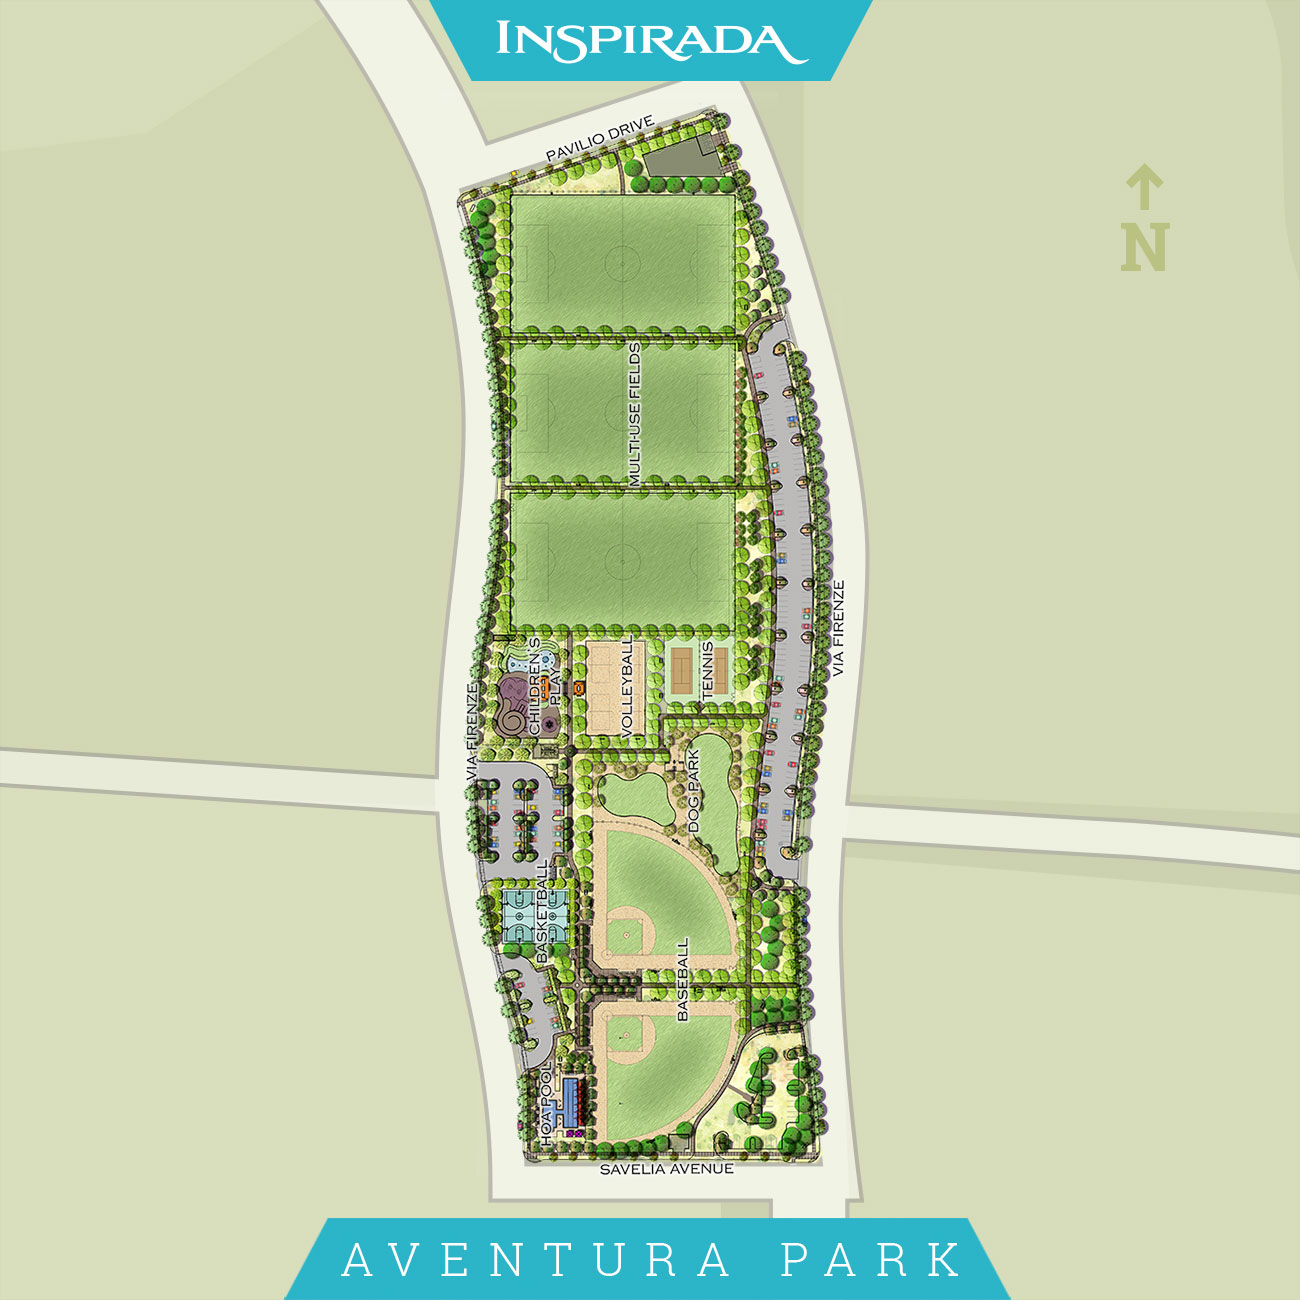 INSPIRADA
PAVILIO DRIVE
N
MULTI-USE FIELDS
VIA FIRENZE
CHILDREN'S
PLAY
VOLLEYBALL
TENNIS
VIA FIRENZE
DOG PARK
BASKETBALL
BASEBALL
HOA POOL
SAVELIA AVENUE
AVENTURA PARK